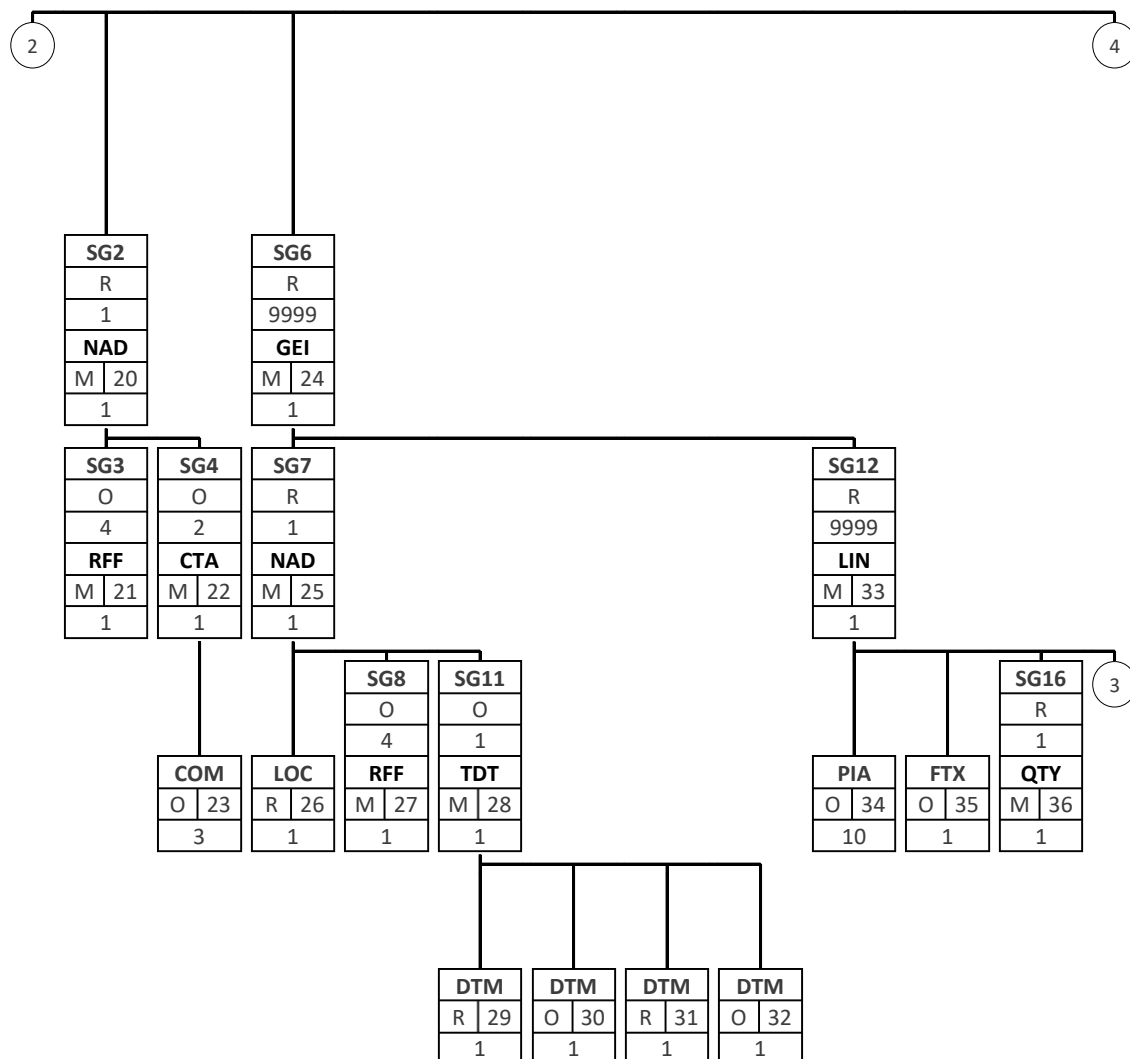 2
4
SG2
R
1
NAD
M 20
1
SG6
R
9999
GEI
M 24
1
SG3
O
4
RFF
M 21
1
SG4
O
2
CTA
M 22
1
SG7
R
1
NAD
M 25
1
SG12
R
9999
LIN
M 33
1
SG8
O
4
RFF
M 27
1
SG11
O
1
TDT
M 28
1
SG16
R
1
QTY
M 36
1
3
COM
O 23
3
LOC
R 26
1
PIA
O 34
10
FTX
O 35
1
DTM
R 29
1
DTM
O 30
1
DTM
R 31
1
DTM
O 32
1